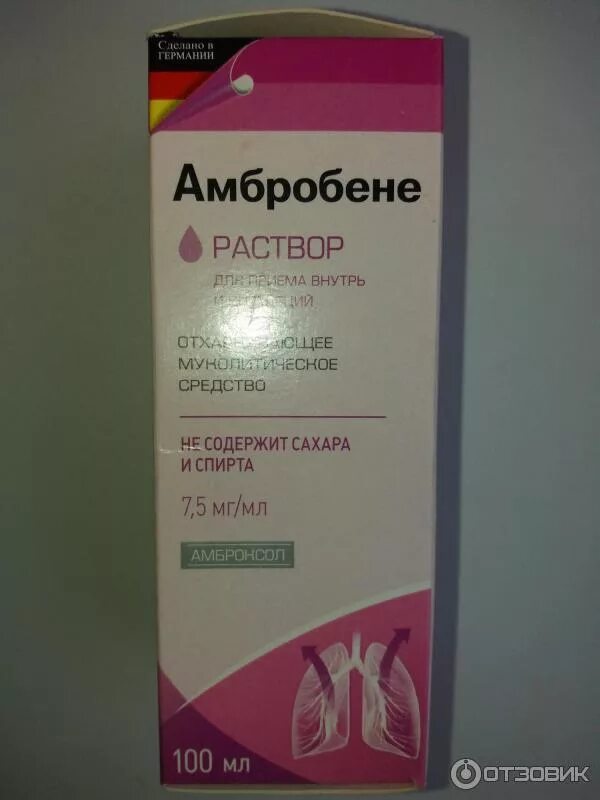 Сделано в
ГЕРМАНИИ
Амбробене
РАСТВОР
ДЛЯ ПРИЕМА ВНУТРЬ
И
МУКОЛИТИЧЕСКОЕ
СРЕДСТВО
НЕ СОДЕРЖИТ САХАРА
И СПИРТА
7,5 мг/мл
АМБРОКСОЛ
100 мл
ОТЗОВИК